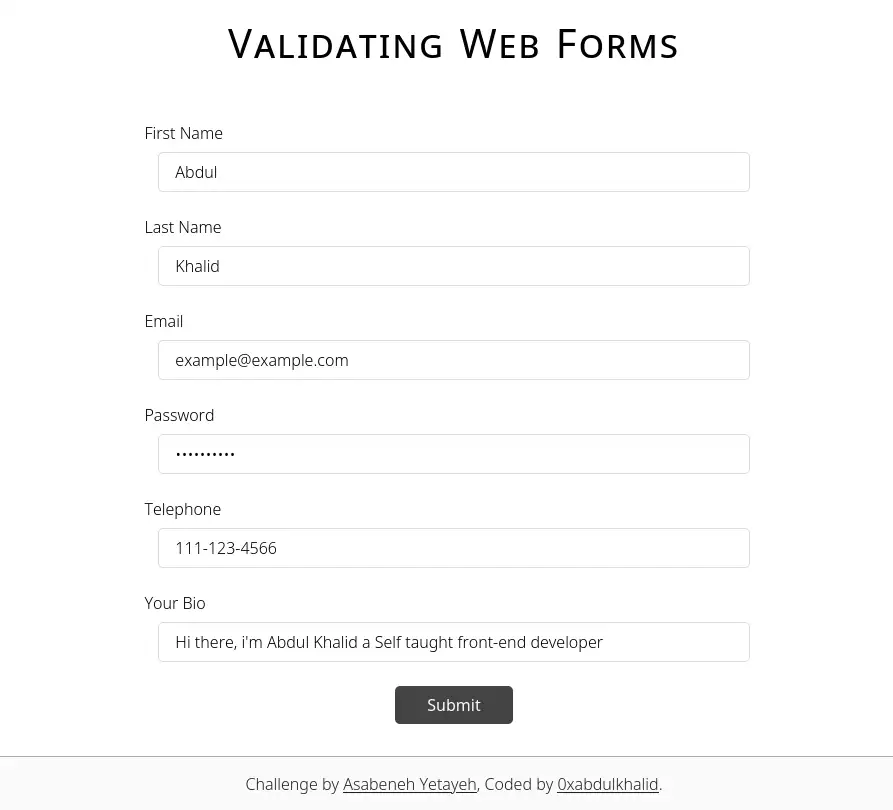 Validating Web Forms
First Name
Abdul
Last Name
Khalid
Email
example@example.com
Password
••••••••••
Telephone
111-123-4566
Your Bio
Hi there, i'm Abdul Khalid a Self taught front-end developer
Submit
Challenge by Asabeneh Yetayeh, Coded by 0xabdulkhalid.